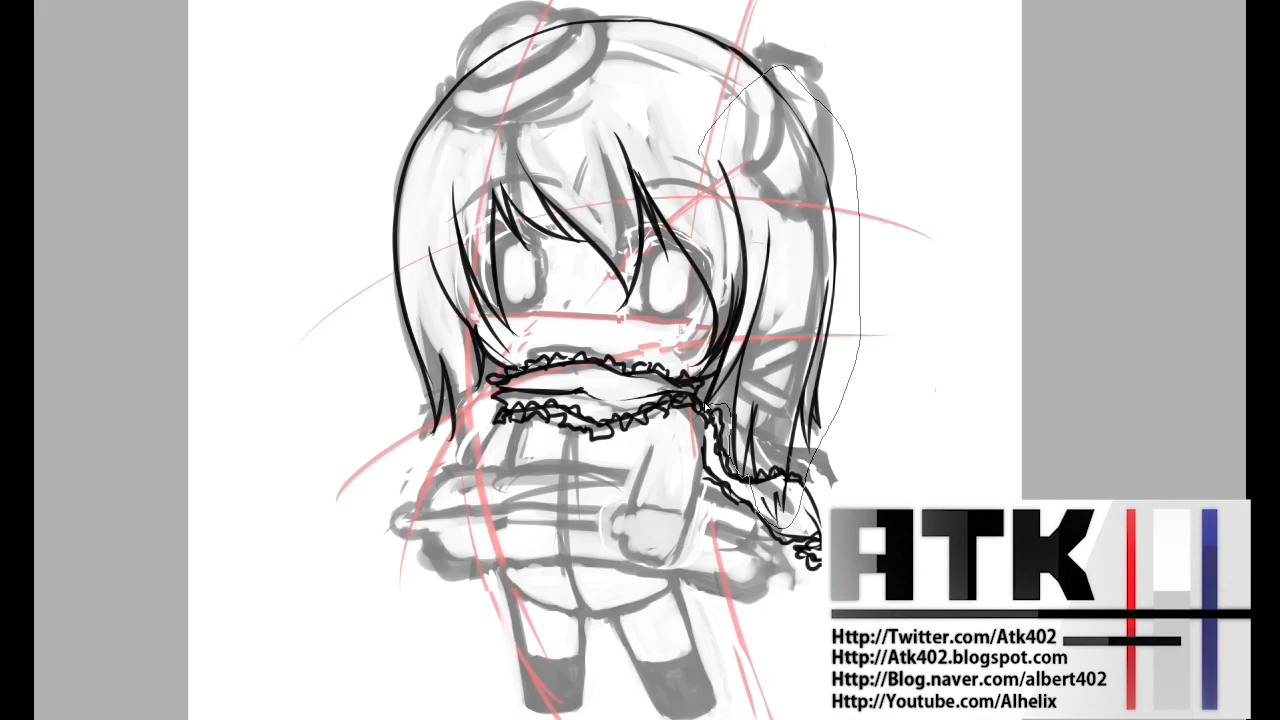 ATK
Http://Twitter.com/Atk402
Http://Atk402.blogspot.com
Http://Blog.naver.com/albert402
Http://Youtube.com/Alhelix